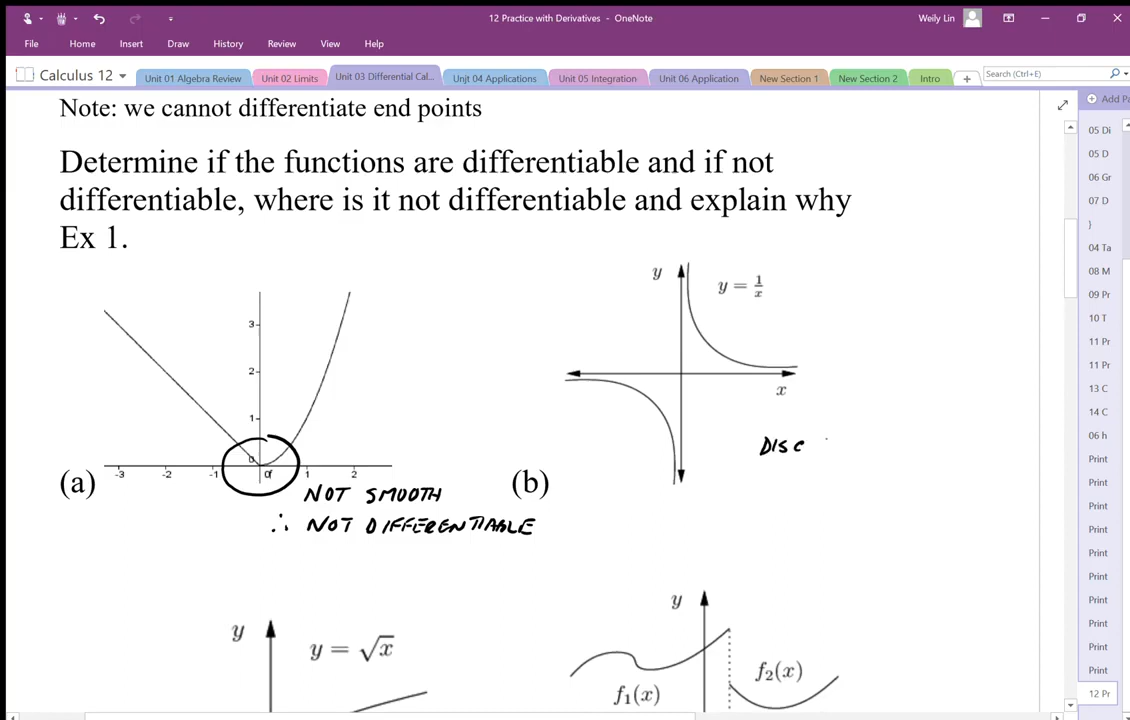 12 Practice with Derivatives - OneNote
Weily Lin
File Home Insert Draw History Review View Help
Calculus 12
Unit 01 Algebra Review
Unit 02 Limits
Unit 03 Differential Cal...
Unit 04 Applications
Unit 05 Integration
Unit 06 Application
New Section 1
New Section 2
Intro
+
Search (Ctrl+E)
Note: we cannot differentiate end points
Add Pa
Determine if the functions are differentiable and if not
differentiable, where is it not differentiable and explain why
Ex 1.
3
2
1
0
-3 -2 -1 0 1 2
(a)
NOT SMOOTH
∴ NOT DIFFERENTIABLE
y
y = 1/x
x
DISC
(b)
y
y = √x
y
f₁(x)
f₂(x)
05 Di
05 D
06 Gr
07 D
}
04 Ta
08 M
09 Pr
10 T
11 Pr
11 Pr
13 C
14 C
06 h
Print
Print
Print
Print
Print
Print
Print
Print
Print
Print
12 Pr